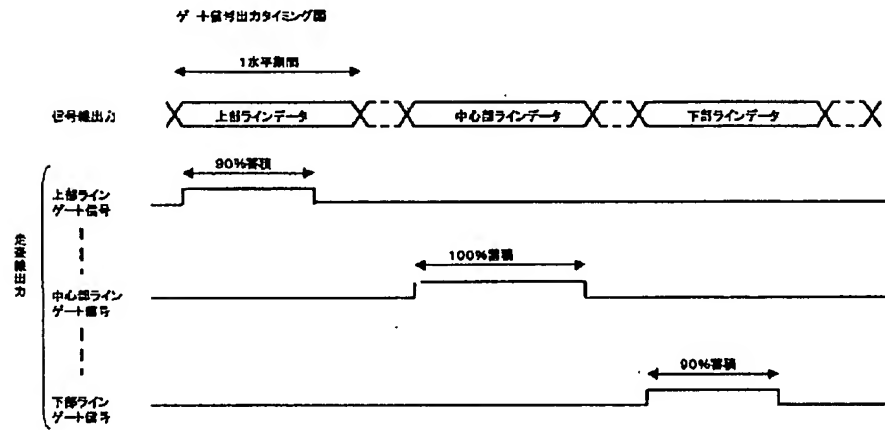 ゲート信号出力タイミング図
1水平期間
信号線出力
上部ラインデータ
中心部ラインデータ
下部ラインデータ
90%蓄積
上部ライン
ゲート信号
走査線出力
100%蓄積
中心部ライン
ゲート信号
90%蓄積
下部ライン
ゲート信号